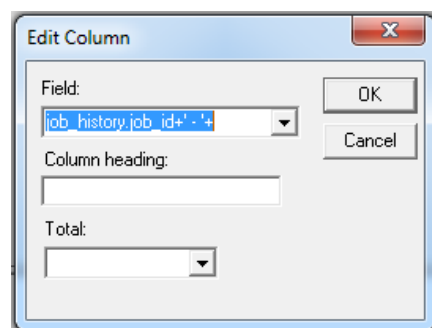 Edit Column
Field:
OK
job_history.job_id+' - '+
Cancel
Column heading:
Total: